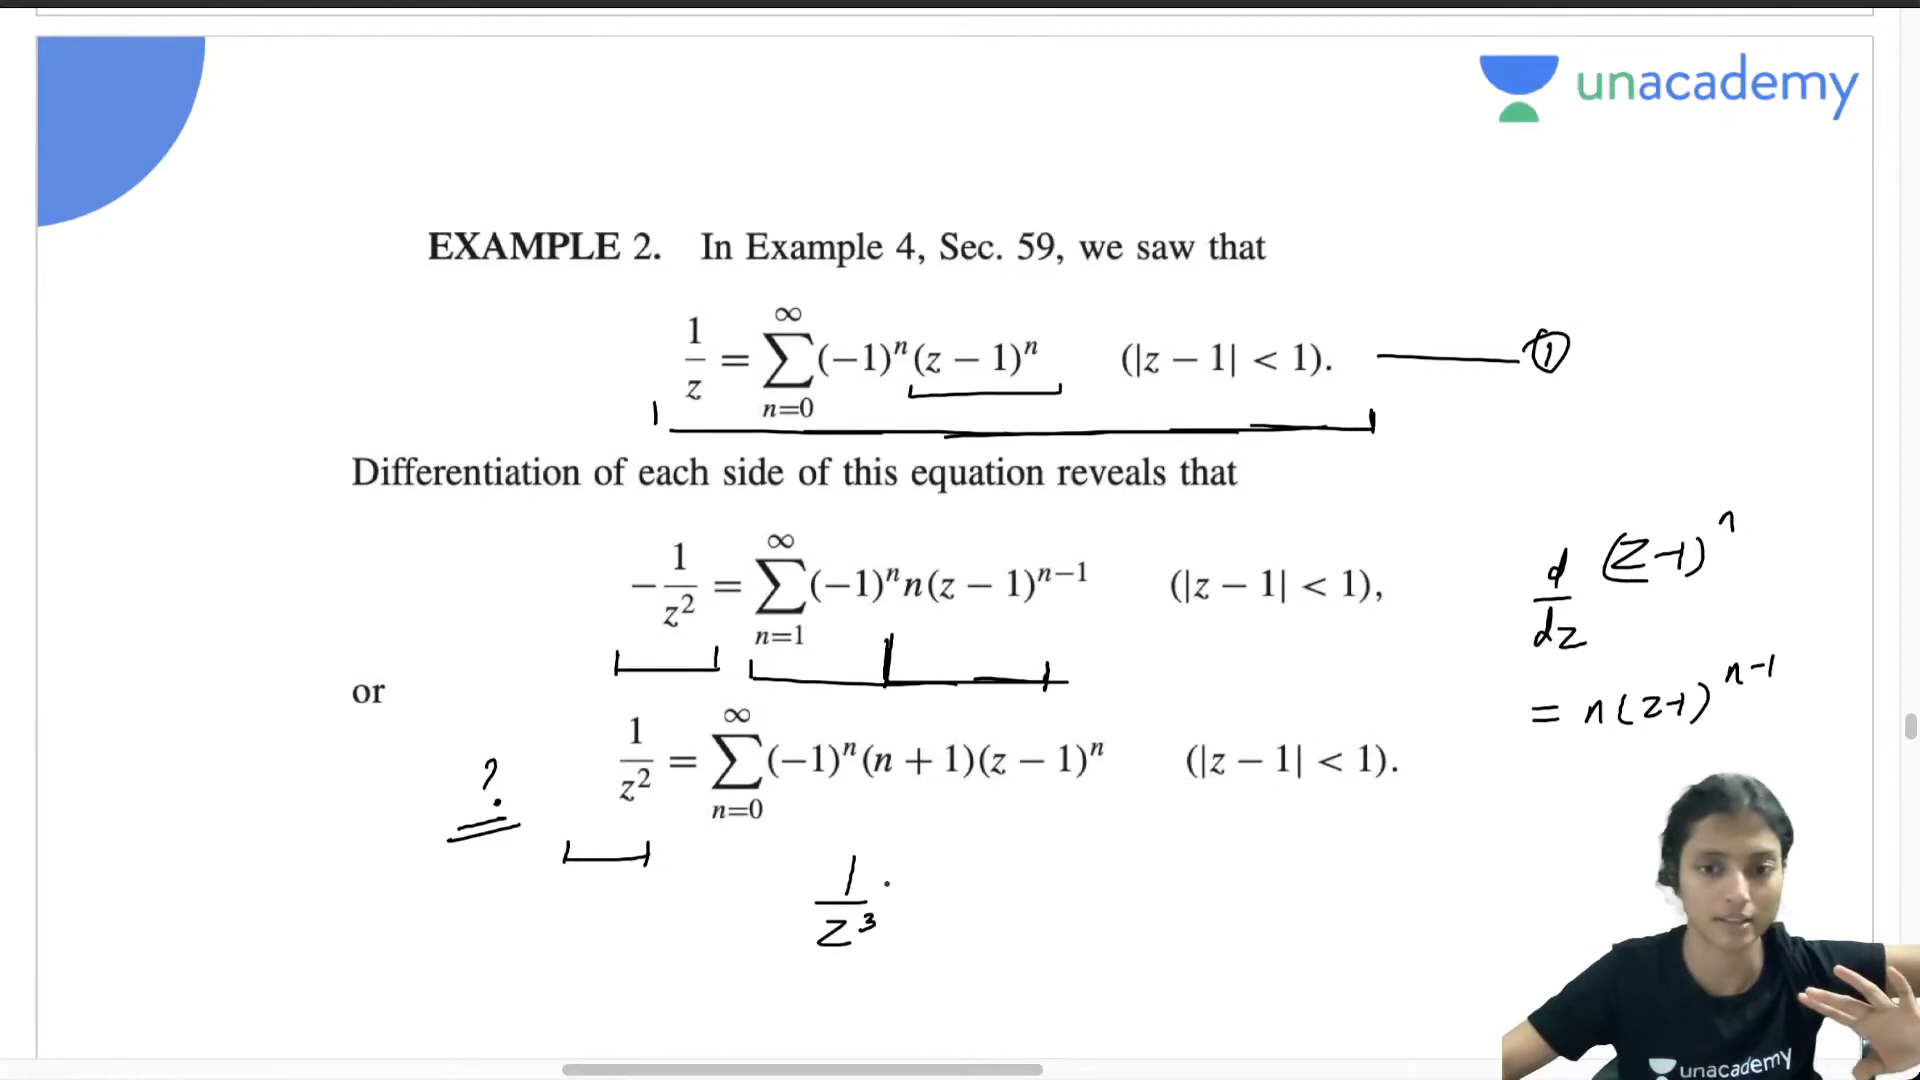 unacademy
EXAMPLE 2. In Example 4, Sec. 59, we saw that
1/z = ∑_{n=0}^{∞} (−1)^n (z − 1)^n (|z − 1| < 1). ①
Differentiation of each side of this equation reveals that
−1/z^2 = ∑_{n=1}^{∞} (−1)^n n(z − 1)^{n−1} (|z − 1| < 1),
d/dz (z-1)^n
= n(z-1)^{n-1}
or
1/z^2 = ∑_{n=0}^{∞} (−1)^n (n + 1)(z − 1)^n (|z − 1| < 1).
?
1/z^3
unacademy